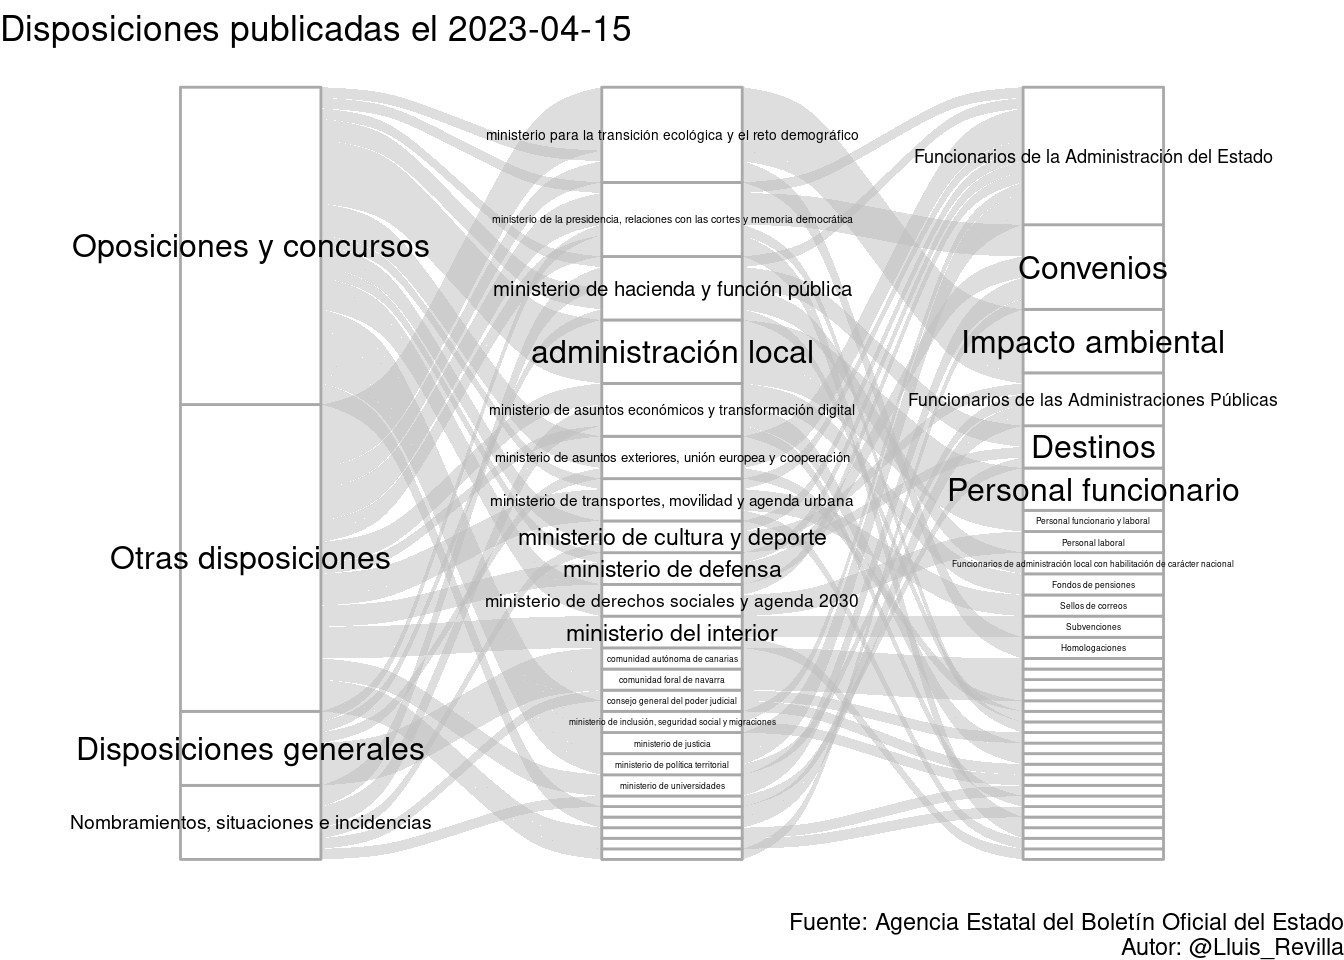 Disposiciones publicadas el 2023-04-15
Oposiciones y concursos
Otras disposiciones
Disposiciones generales
Nombramientos, situaciones e incidencias
ministerio para la transición ecológica y el reto demográfico
ministerio de la presidencia, relaciones con las cortes y memoria democrática
ministerio de hacienda y función pública
administración local
ministerio de asuntos económicos y transformación digital
ministerio de asuntos exteriores, unión europea y cooperación
ministerio de transportes, movilidad y agenda urbana
ministerio de cultura y deporte
ministerio de defensa
ministerio de derechos sociales y agenda 2030
ministerio del interior
comunidad autónoma de canarias
comunidad foral de navarra
consejo general del poder judicial
ministerio de inclusión, seguridad social y migraciones
ministerio de justicia
ministerio de política territorial
ministerio de universidades
Funcionarios de la Administración del Estado
Convenios
Impacto ambiental
Funcionarios de las Administraciones Públicas
Destinos
Personal funcionario
Personal funcionario y laboral
Personal laboral
Funcionarios de administración local con habilitación de carácter nacional
Fondos de pensiones
Sellos de correos
Subvenciones
Homologaciones
Fuente: Agencia Estatal del Boletín Oficial del Estado
Autor: @Lluis_Revilla